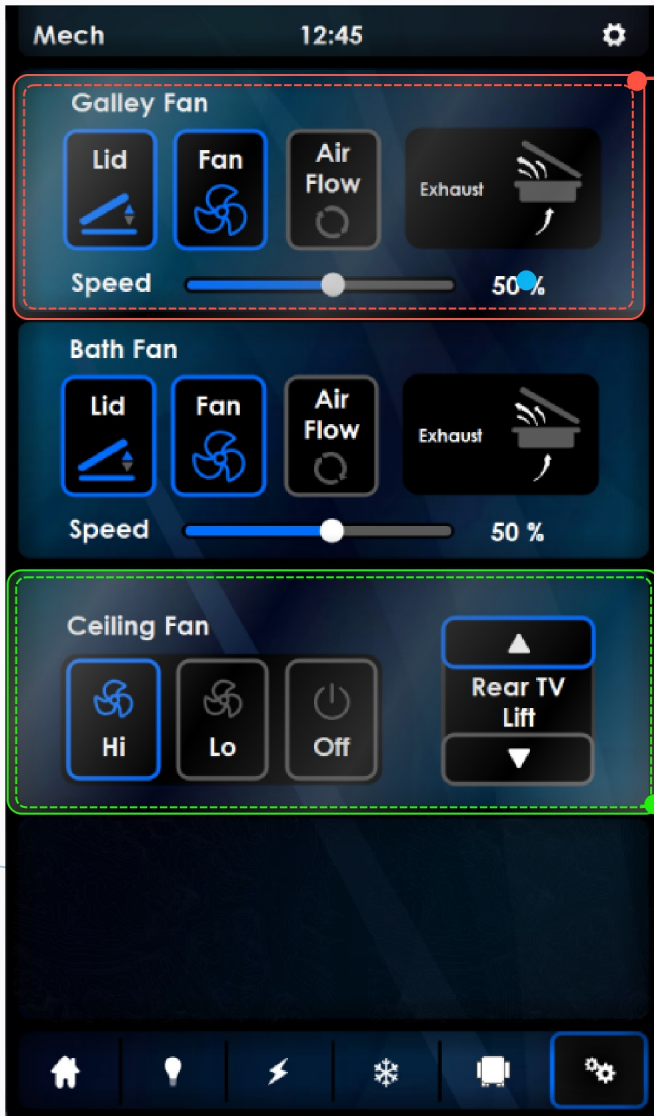 Mech 12:45
Galley Fan
Lid Fan Air Flow Exhaust
Speed 50 %
Bath Fan
Lid Fan Air Flow Exhaust
Speed 50 %
Ceiling Fan
Hi Lo Off
Rear TV
Lift